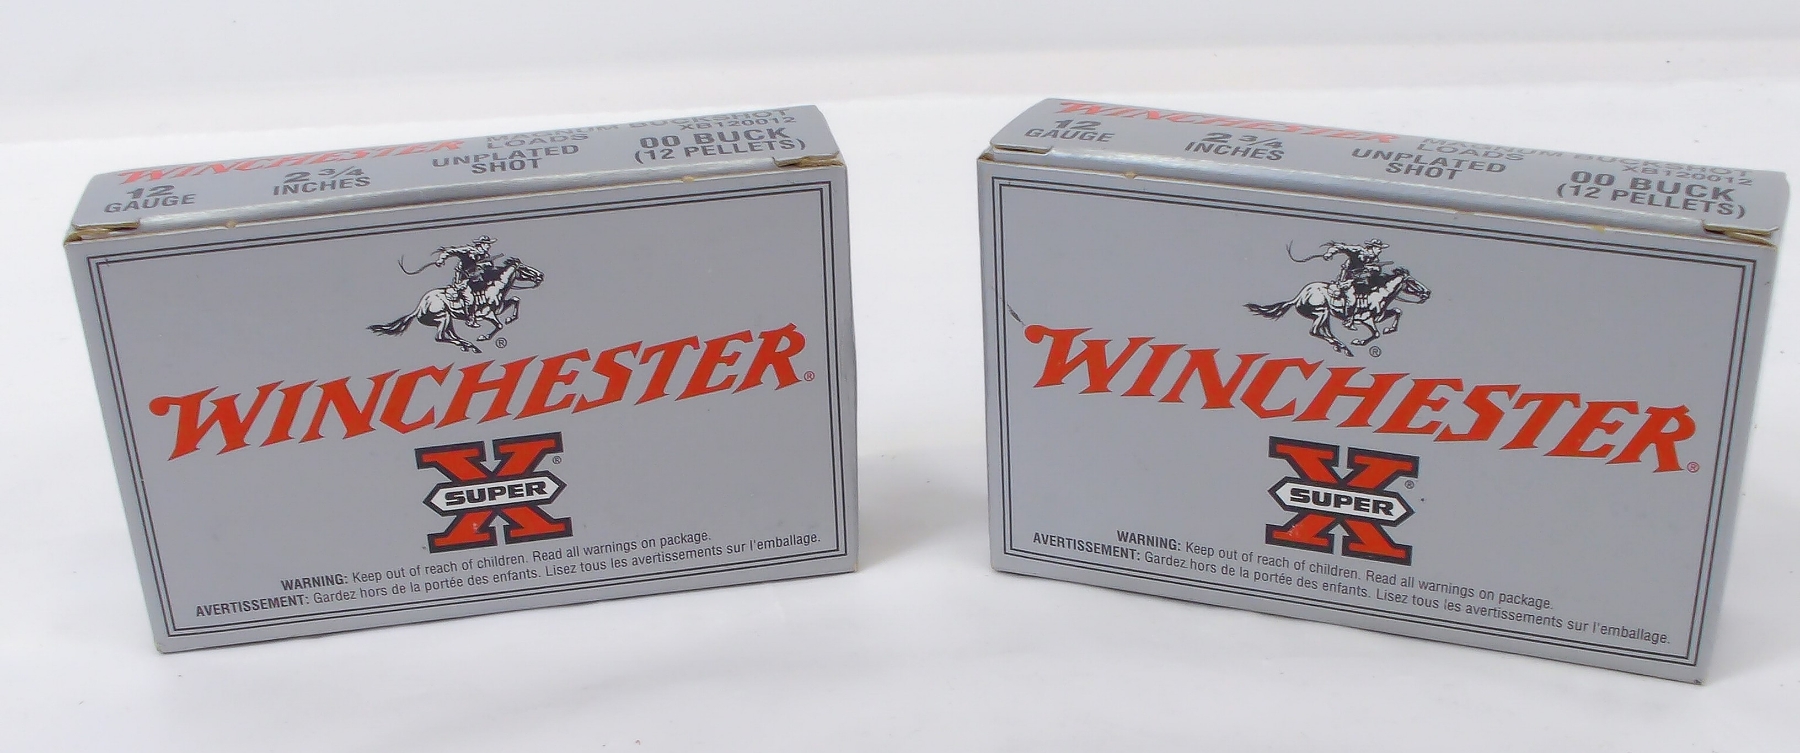 WINCHESTER
MAGNUM BUCKSHOT
LOADS
XB120012
12
GAUGE
2 3/4
INCHES
UNPLATED
SHOT
00 BUCK
(12 PELLETS)
®
WINCHESTER®
X®
SUPER
WARNING: Keep out of reach of children. Read all warnings on package.
AVERTISSEMENT: Gardez hors de la portée des enfants. Lisez tous les avertissements sur l'emballage.
WINCHESTER
MAGNUM BUCKSHOT
LOADS
XB120012
12
GAUGE
2 3/4
INCHES
UNPLATED
SHOT
00 BUCK
(12 PELLETS)
®
WINCHESTER®
X®
SUPER
WARNING: Keep out of reach of children. Read all warnings on package.
AVERTISSEMENT: Gardez hors de la portée des enfants. Lisez tous les avertissements sur l'emballage.